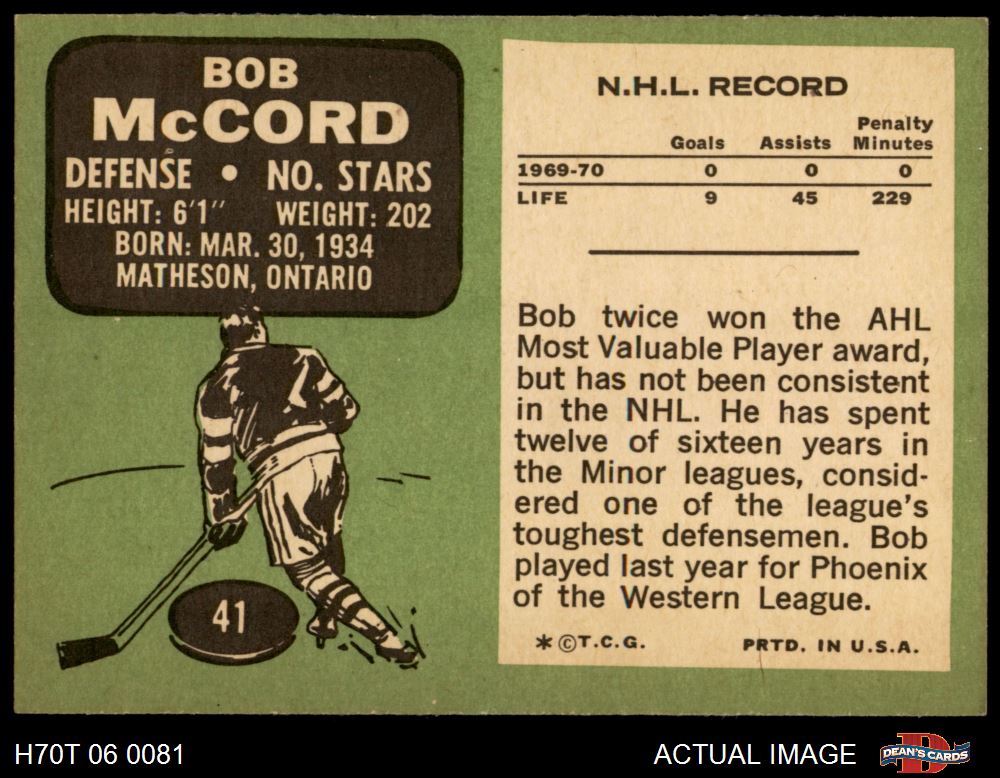 BOB
McCORD
DEFENSE • NO. STARS
HEIGHT: 6'1" WEIGHT: 202
BORN: MAR. 30, 1934
MATHESON, ONTARIO
41
N.H.L. RECORD
Goals Assists Penalty Minutes
1969-70 0 0 0
LIFE 9 45 229
Bob twice won the AHL
Most Valuable Player award,
but has not been consistent
in the NHL. He has spent
twelve of sixteen years in
the Minor leagues, consid-
ered one of the league's
toughest defensemen. Bob
played last year for Phoenix
of the Western League.
* © T.C.G. PRTD. IN U.S.A.
H70T 06 0081 ACTUAL IMAGE DEAN'S CARDS